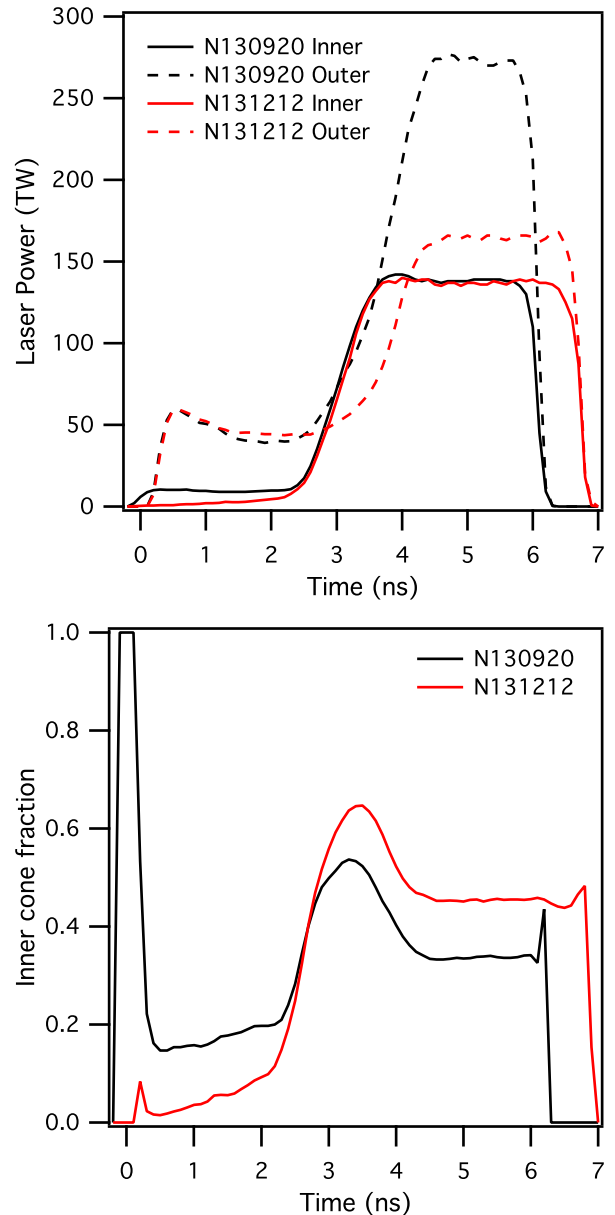 300
250
200
150
100
50
0
Laser Power (TW)
N130920 Inner
N130920 Outer
N131212 Inner
N131212 Outer
0 1 2 3 4 5 6 7
Time (ns)
1.0
0.8
0.6
0.4
0.2
0.0
Inner cone fraction
N130920
N131212
0 1 2 3 4 5 6 7
Time (ns)